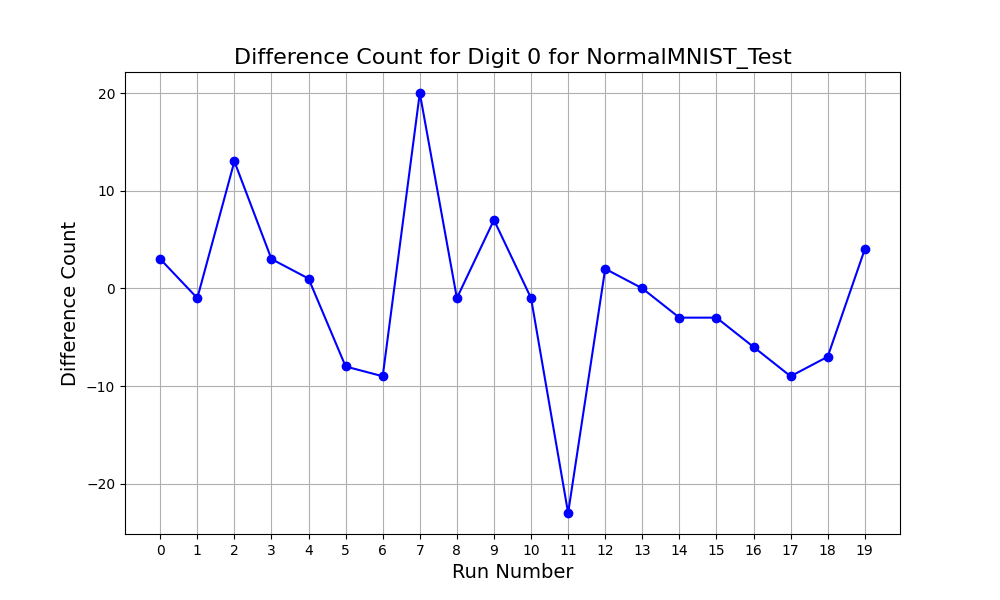 Difference Count for Digit 0 for NormalMNIST_Test
20
10
0
−10
−20
Difference Count
0 1 2 3 4 5 6 7 8 9 10 11 12 13 14 15 16 17 18 19
Run Number